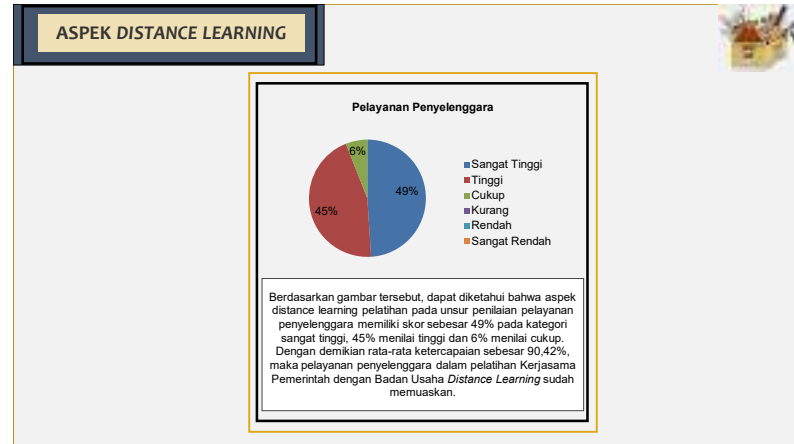 ASPEK DISTANCE LEARNING
Pelayanan Penyelenggara
6%
49%
45%
Sangat Tinggi
Tinggi
Cukup
Kurang
Rendah
Sangat Rendah
Berdasarkan gambar tersebut, dapat diketahui bahwa aspek
distance learning pelatihan pada unsur penilaian pelayanan
penyelenggara memiliki skor sebesar 49% pada kategori
sangat tinggi, 45% menilai tinggi dan 6% menilai cukup.
Dengan demikian rata-rata ketercapaian sebesar 90,42%,
maka pelayanan penyelenggara dalam pelatihan Kerjasama
Pemerintah dengan Badan Usaha Distance Learning sudah
memuaskan.